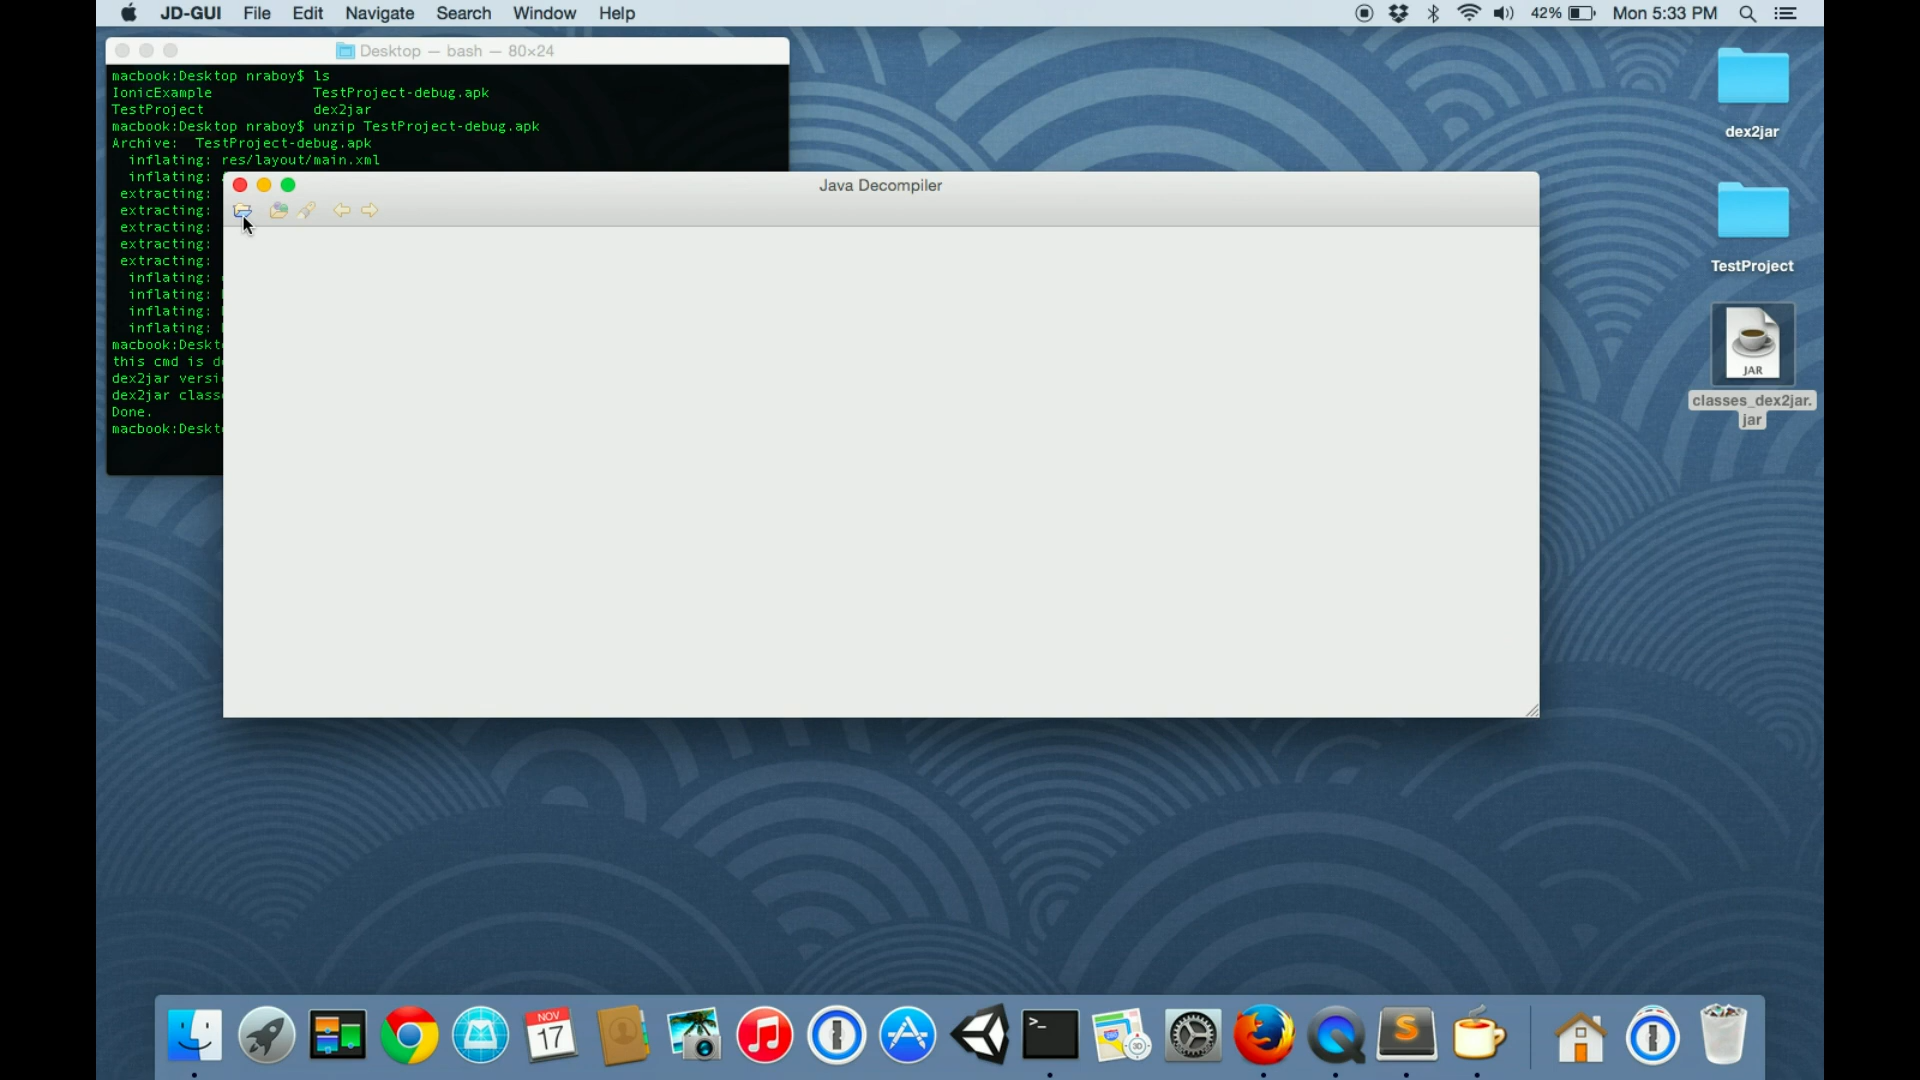 JD-GUI File Edit Navigate Search Window Help 42% Mon 5:33 PM
Desktop — bash — 80×24
macbook:Desktop nraboy$ ls
IonicExample TestProject-debug.apk
TestProject dex2jar
macbook:Desktop nraboy$ unzip TestProject-debug.apk
Archive: TestProject-debug.apk
inflating: res/layout/main.xml
inflating:
extracting:
extracting:
extracting:
extracting:
extracting:
inflating:
inflating:
inflating:
inflating:
macbook:Deskt
this cmd is d
dex2jar versi
dex2jar class
Done.
macbook:Deskt
Java Decompiler
dex2jar
TestProject
JAR
classes_dex2jar.
jar
NOV
17
>_
3D
S